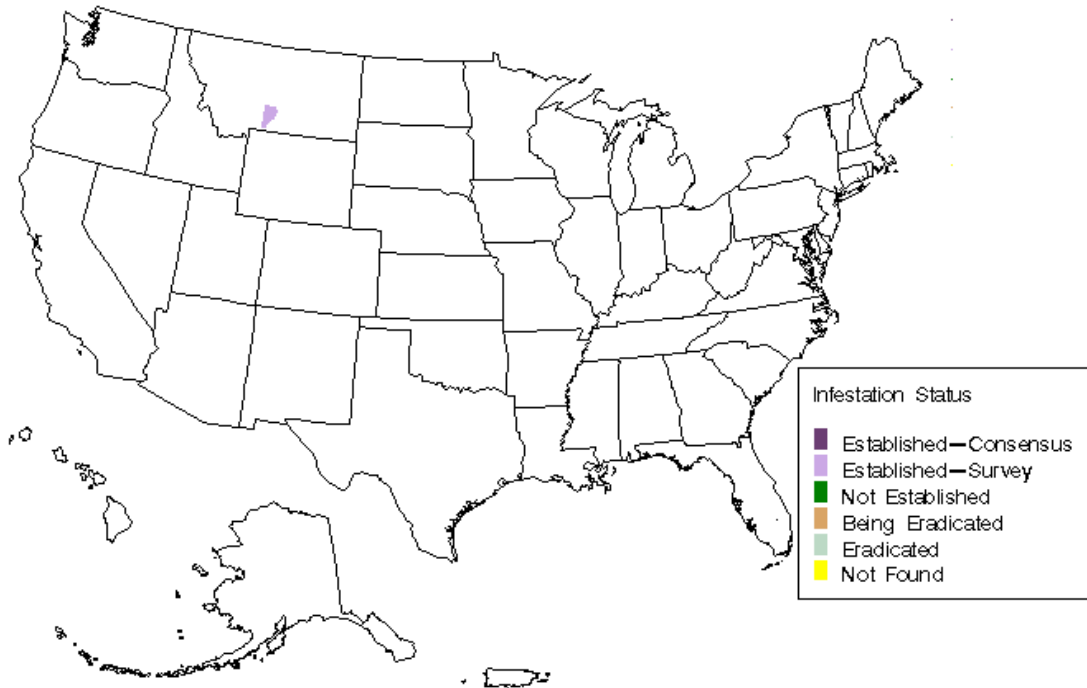 Infestation Status
Established—Consensus
Established—Survey
Not Established
Being Eradicated
Eradicated
Not Found